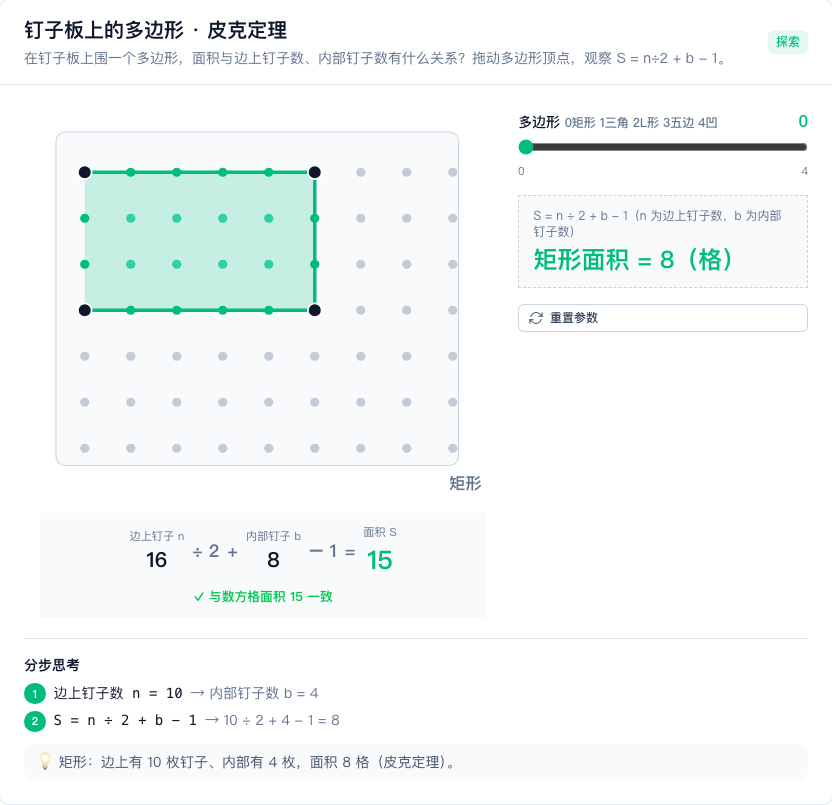 钉子板上的多边形 · 皮克定理
在钉子板上围一个多边形，面积与边上钉子数、内部钉子数有什么关系？拖动多边形顶点，观察 S = n÷2 + b − 1。
探索
矩形
边上钉子 n 内部钉子 b 面积 S
16 ÷ 2 + 8 − 1 = 15
✓ 与数方格面积 15 一致
多边形 0矩形 1三角 2L形 3五边 4凹 0
0 4
S = n ÷ 2 + b − 1（n 为边上钉子数，b 为内部
钉子数）
矩形面积 = 8（格）
重置参数
分步思考
1 边上钉子数 n = 10 → 内部钉子数 b = 4
2 S = n ÷ 2 + b − 1 → 10 ÷ 2 + 4 − 1 = 8
矩形：边上有 10 枚钉子、内部有 4 枚，面积 8 格（皮克定理）。